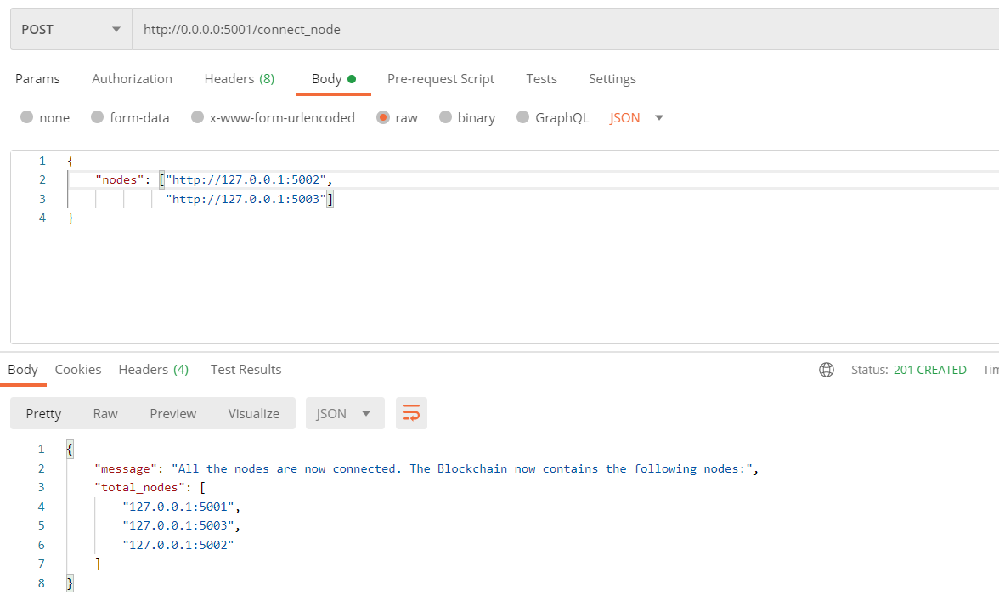 POST http://0.0.0.0:5001/connect_node
Params Authorization Headers (8) Body Pre-request Script Tests Settings
none form-data x-www-form-urlencoded raw binary GraphQL JSON
1 {
2 "nodes": ["http://127.0.0.1:5002",
3 "http://127.0.0.1:5003"]
4 }
Body Cookies Headers (4) Test Results Status: 201 CREATED Tim
Pretty Raw Preview Visualize JSON
1 {
2 "message": "All the nodes are now connected. The Blockchain now contains the following nodes:",
3 "total_nodes": [
4 "127.0.0.1:5001",
5 "127.0.0.1:5003",
6 "127.0.0.1:5002"
7 ]
8 }